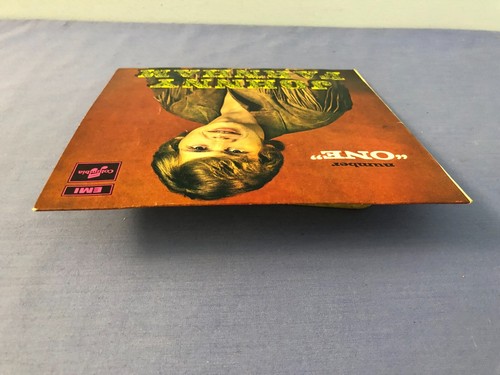 number
"ONE"
EMI
Columbia
JOHNNY
FARNHAM